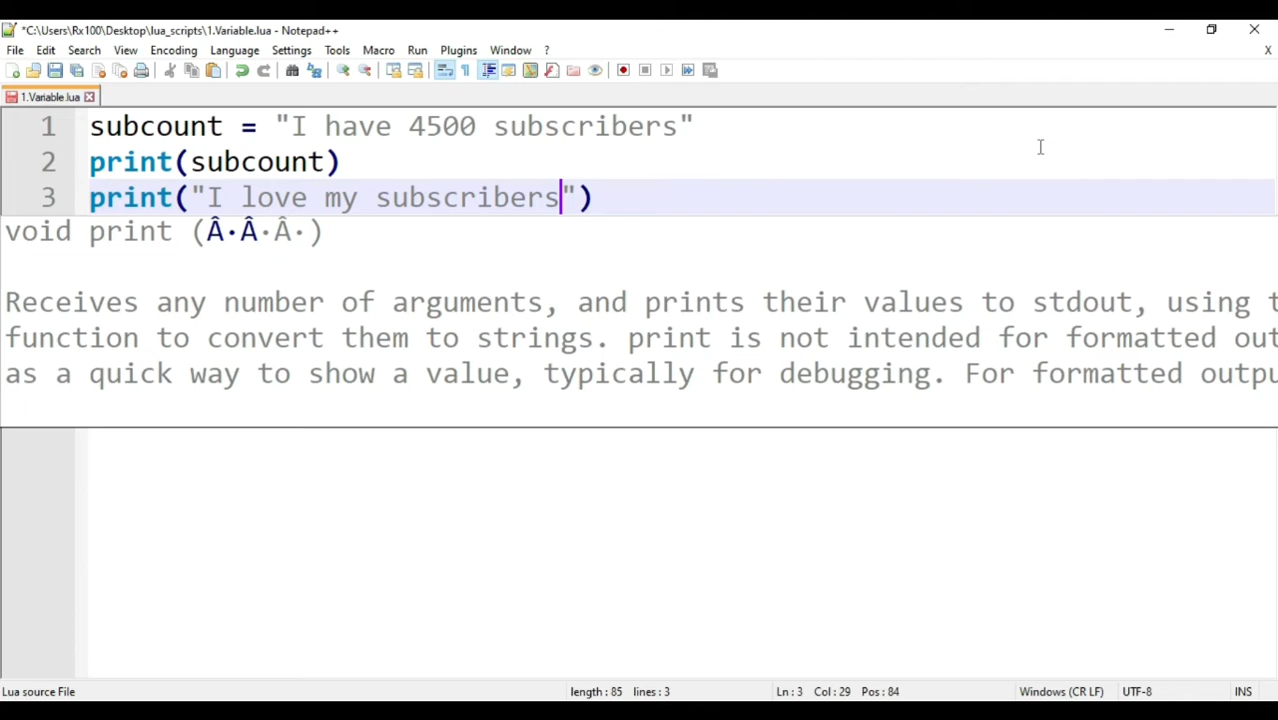 *C:\Users\Rx100\Desktop\lua_scripts\1.Variable.lua - Notepad++
File Edit Search View Encoding Language Settings Tools Macro Run Plugins Window ? X
1.Variable.lua
1 subcount = "I have 4500 subscribers"
2 print(subcount)
3 print("I love my subscribers")
void print (Â·Â·Â·)
Receives any number of arguments, and prints their values to stdout, using
function to convert them to strings. print is not intended for formatted
as a quick way to show a value, typically for debugging. For formatted
Lua source File length : 85 lines : 3 Ln : 3 Col : 29 Pos : 84 Windows (CR LF) UTF-8 INS